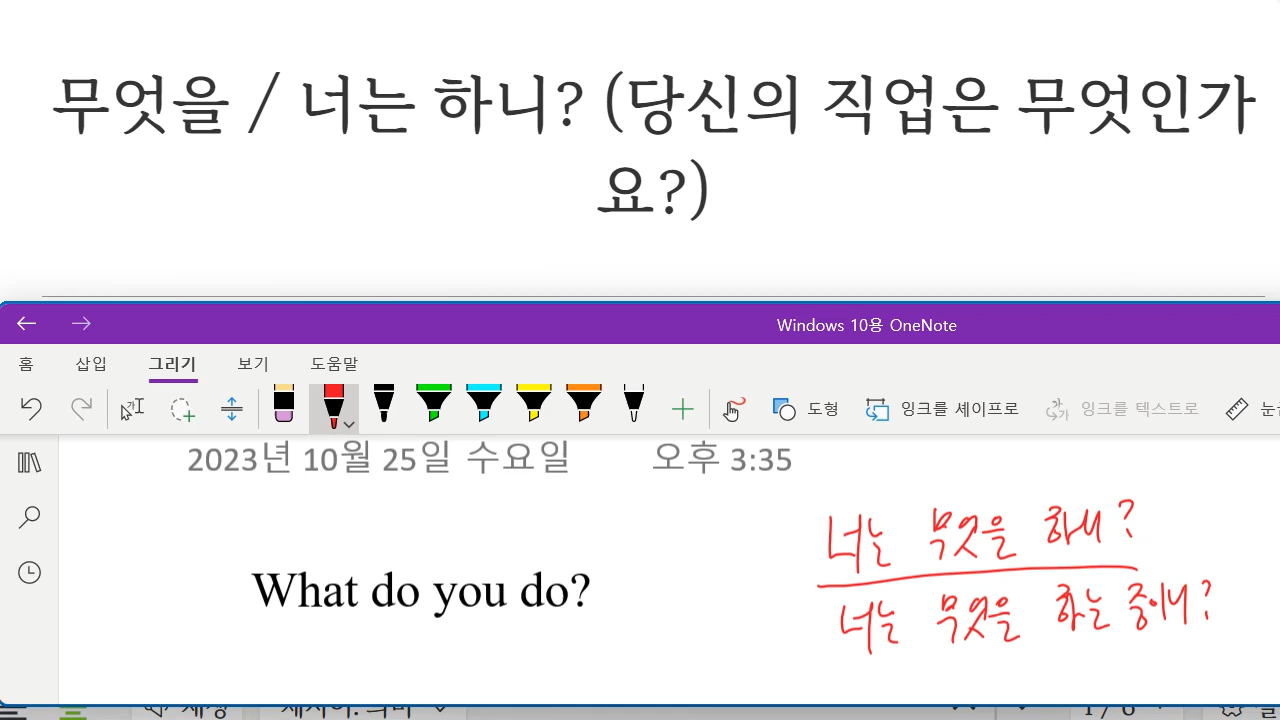 무엇을 / 너는 하니? (당신의 직업은 무엇인가
요?)
Windows 10용 OneNote
홈 삽입 그리기 보기 도움말
도형 잉크를 셰이프로 잉크를 텍스트로
2023년 10월 25일 수요일 오후 3:35
너는 무엇을 하니?
What do you do?
너는 무엇을 하는 중이니?